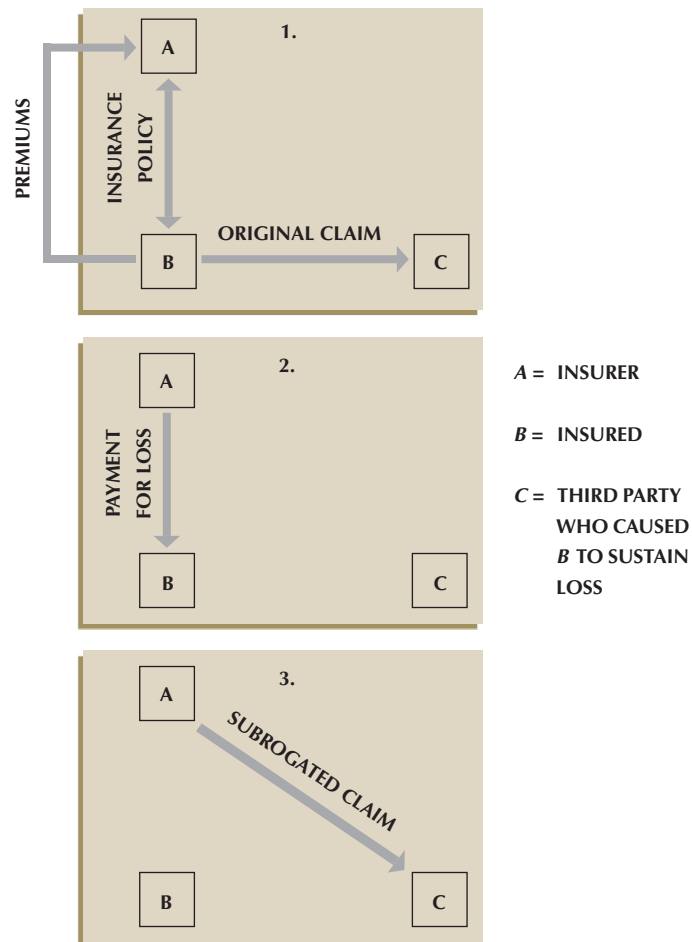 1.
A
PREMIUMS
INSURANCE
POLICY
ORIGINAL CLAIM
B
C
2.
A
PAYMENT
FOR LOSS
B
C
A = INSURER
B = INSURED
C = THIRD PARTY
WHO CAUSED
B TO SUSTAIN
LOSS
3.
A
SUBROGATED CLAIM
B
C